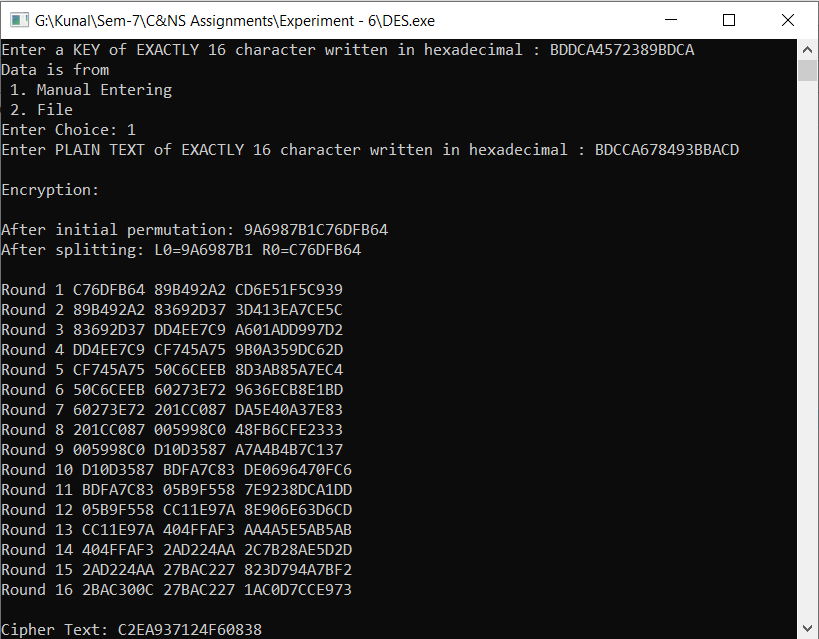 G:\Kunal\Sem-7\C&NS Assignments\Experiment - 6\DES.exe
Enter a KEY of EXACTLY 16 character written in hexadecimal : BDDCA4572389BDCA
Data is from
 1. Manual Entering
 2. File
Enter Choice: 1
Enter PLAIN TEXT of EXACTLY 16 character written in hexadecimal : BDCCA678493BBACD
Encryption:
After initial permutation: 9A6987B1C76DFB64
After splitting: L0=9A6987B1 R0=C76DFB64
Round 1 C76DFB64 89B492A2 CD6E51F5C939
Round 2 89B492A2 83692D37 3D413EA7CE5C
Round 3 83692D37 DD4EE7C9 A601ADD997D2
Round 4 DD4EE7C9 CF745A75 9B0A359DC62D
Round 5 CF745A75 50C6CEEB 8D3AB85A7EC4
Round 6 50C6CEEB 60273E72 9636ECB8E1BD
Round 7 60273E72 201CC087 DA5E40A37E83
Round 8 201CC087 005998C0 48FB6CFE2333
Round 9 005998C0 D10D3587 A7A4B4B7C137
Round 10 D10D3587 BDFA7C83 DE0696470FC6
Round 11 BDFA7C83 05B9F558 7E9238DCA1DD
Round 12 05B9F558 CC11E97A 8E906E63D6CD
Round 13 CC11E97A 404FFAF3 AA4A5E5AB5AB
Round 14 404FFAF3 2AD224AA 2C7B28AE5D2D
Round 15 2AD224AA 27BAC227 823D794A7BF2
Round 16 2BAC300C 27BAC227 1AC0D7CCE973
Cipher Text: C2EA937124F60838